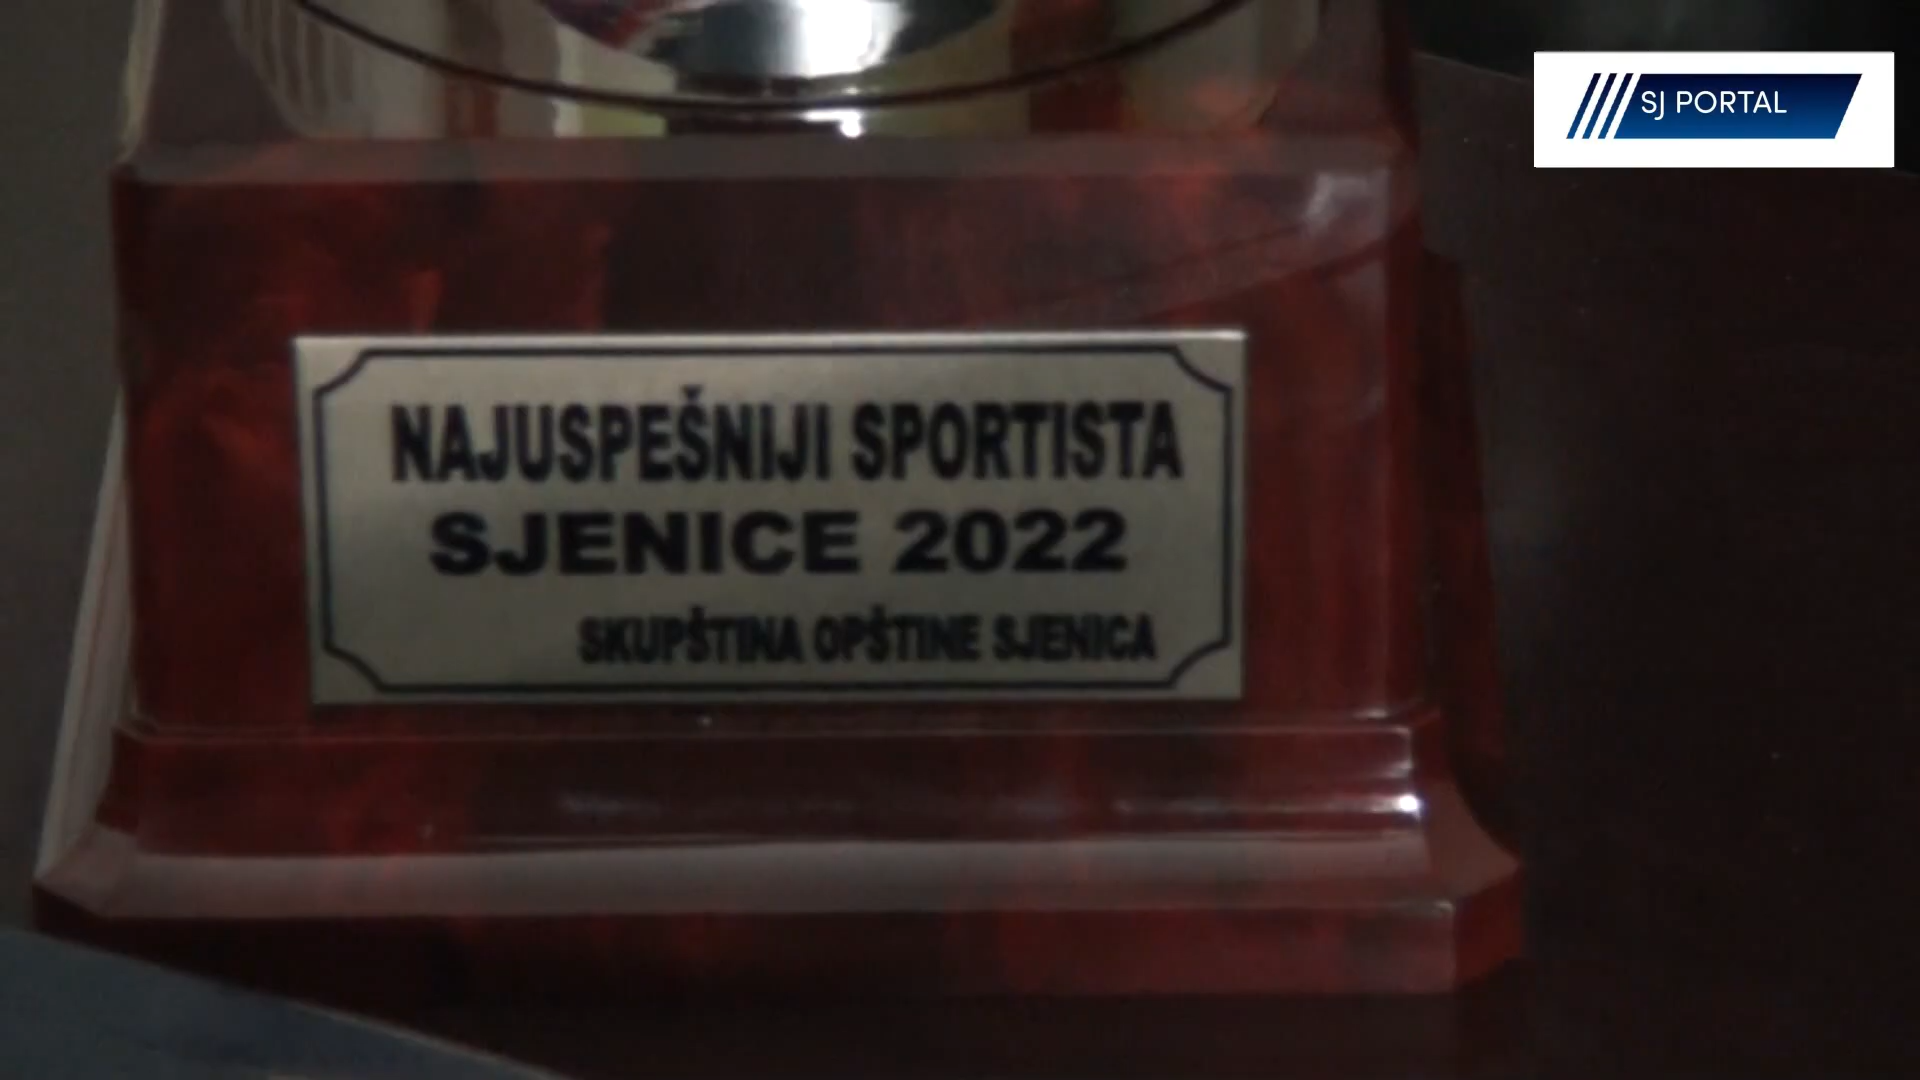 SJ PORTAL
NAJUSPEŠNIJI SPORTISTA
SJENICE 2022
SKUPŠTINA OPŠTINE SJENICA